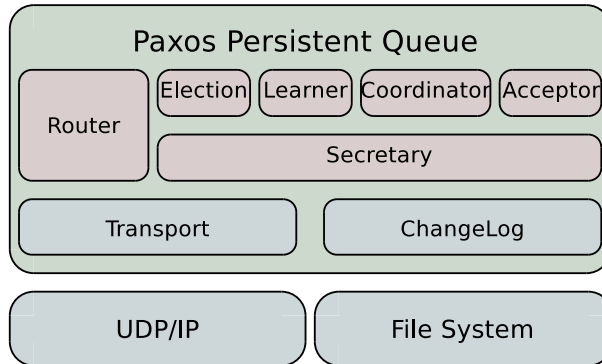 Paxos Persistent Queue
Election Learner Coordinator Acceptor
Router
Secretary
Transport ChangeLog
UDP/IP File System